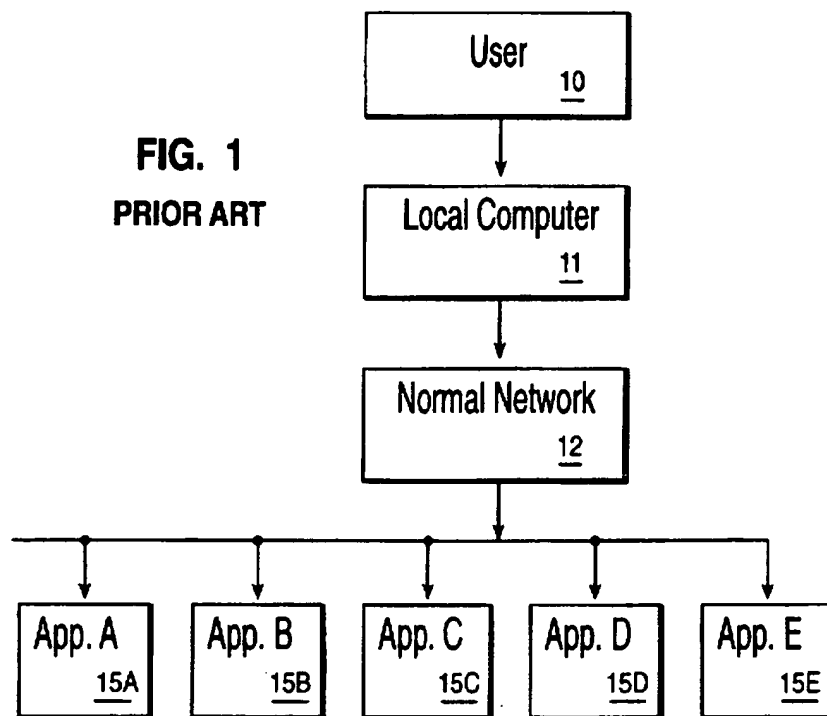 User
10
FIG. 1
PRIOR ART
Local Computer
11
Normal Network
12
App. A
15A
App. B
15B
App. C
15C
App. D
15D
App. E
15E